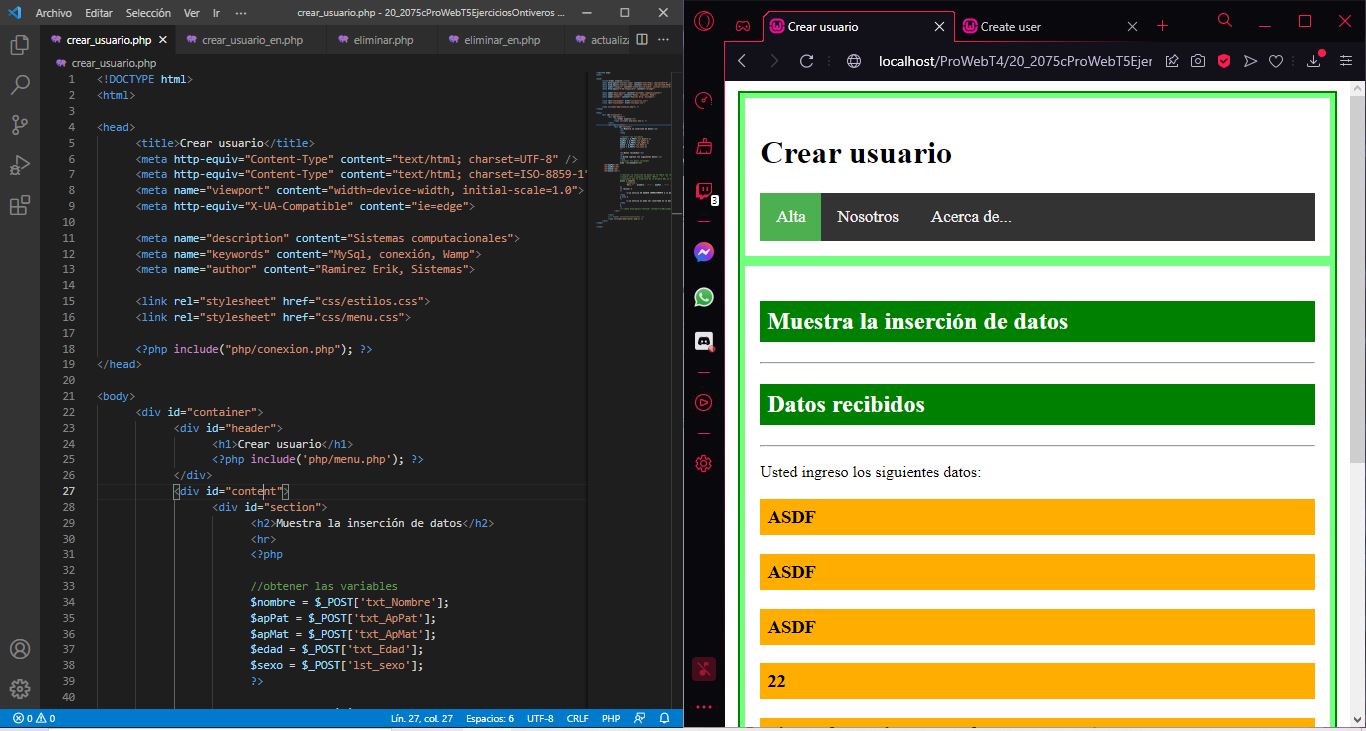 Archivo Editar Selección Ver Ir ··· crear_usuario.php - 20_2075cProWebT5EjerciciosOntiveros ...
crear_usuario.php crear_usuario_en.php eliminar.php eliminar_en.php actualiza
crear_usuario.php
1 <!DOCTYPE html>
2 <html>
3
4 <head>
5 <title>Crear usuario</title>
6 <meta http-equiv="Content-Type" content="text/html; charset=UTF-8" />
7 <meta http-equiv="Content-Type" content="text/html; charset=ISO-8859-1"
8 <meta name="viewport" content="width=device-width, initial-scale=1.0">
9 <meta http-equiv="X-UA-Compatible" content="ie=edge">
10
11 <meta name="description" content="Sistemas computacionales">
12 <meta name="keywords" content="MySql, conexión, Wamp">
13 <meta name="author" content="Ramirez Erik, Sistemas">
14
15 <link rel="stylesheet" href="css/estilos.css">
16 <link rel="stylesheet" href="css/menu.css">
17
18 <?php include("php/conexion.php"); ?>
19 </head>
20
21 <body>
22 <div id="container">
23 <div id="header">
24 <h1>Crear usuario</h1>
25 <?php include('php/menu.php'); ?>
26 </div>
27 <div id="content">
28 <div id="section">
29 <h2>Muestra la inserción de datos</h2>
30 <hr>
31 <?php
32
33 //obtener las variables
34 $nombre = $_POST['txt_Nombre'];
35 $apPat = $_POST['txt_ApPat'];
36 $apMat = $_POST['txt_ApMat'];
37 $edad = $_POST['txt_Edad'];
38 $sexo = $_POST['lst_sexo'];
39 ?>
40
0 0 Lín. 27, col. 27 Espacios: 6 UTF-8 CRLF PHP
Crear usuario Create user
localhost/ProWebT4/20_2075cProWebT5Ejer
3
Crear usuario
Alta Nosotros Acerca de...
Muestra la inserción de datos
Datos recibidos
Usted ingreso los siguientes datos:
ASDF
ASDF
ASDF
22